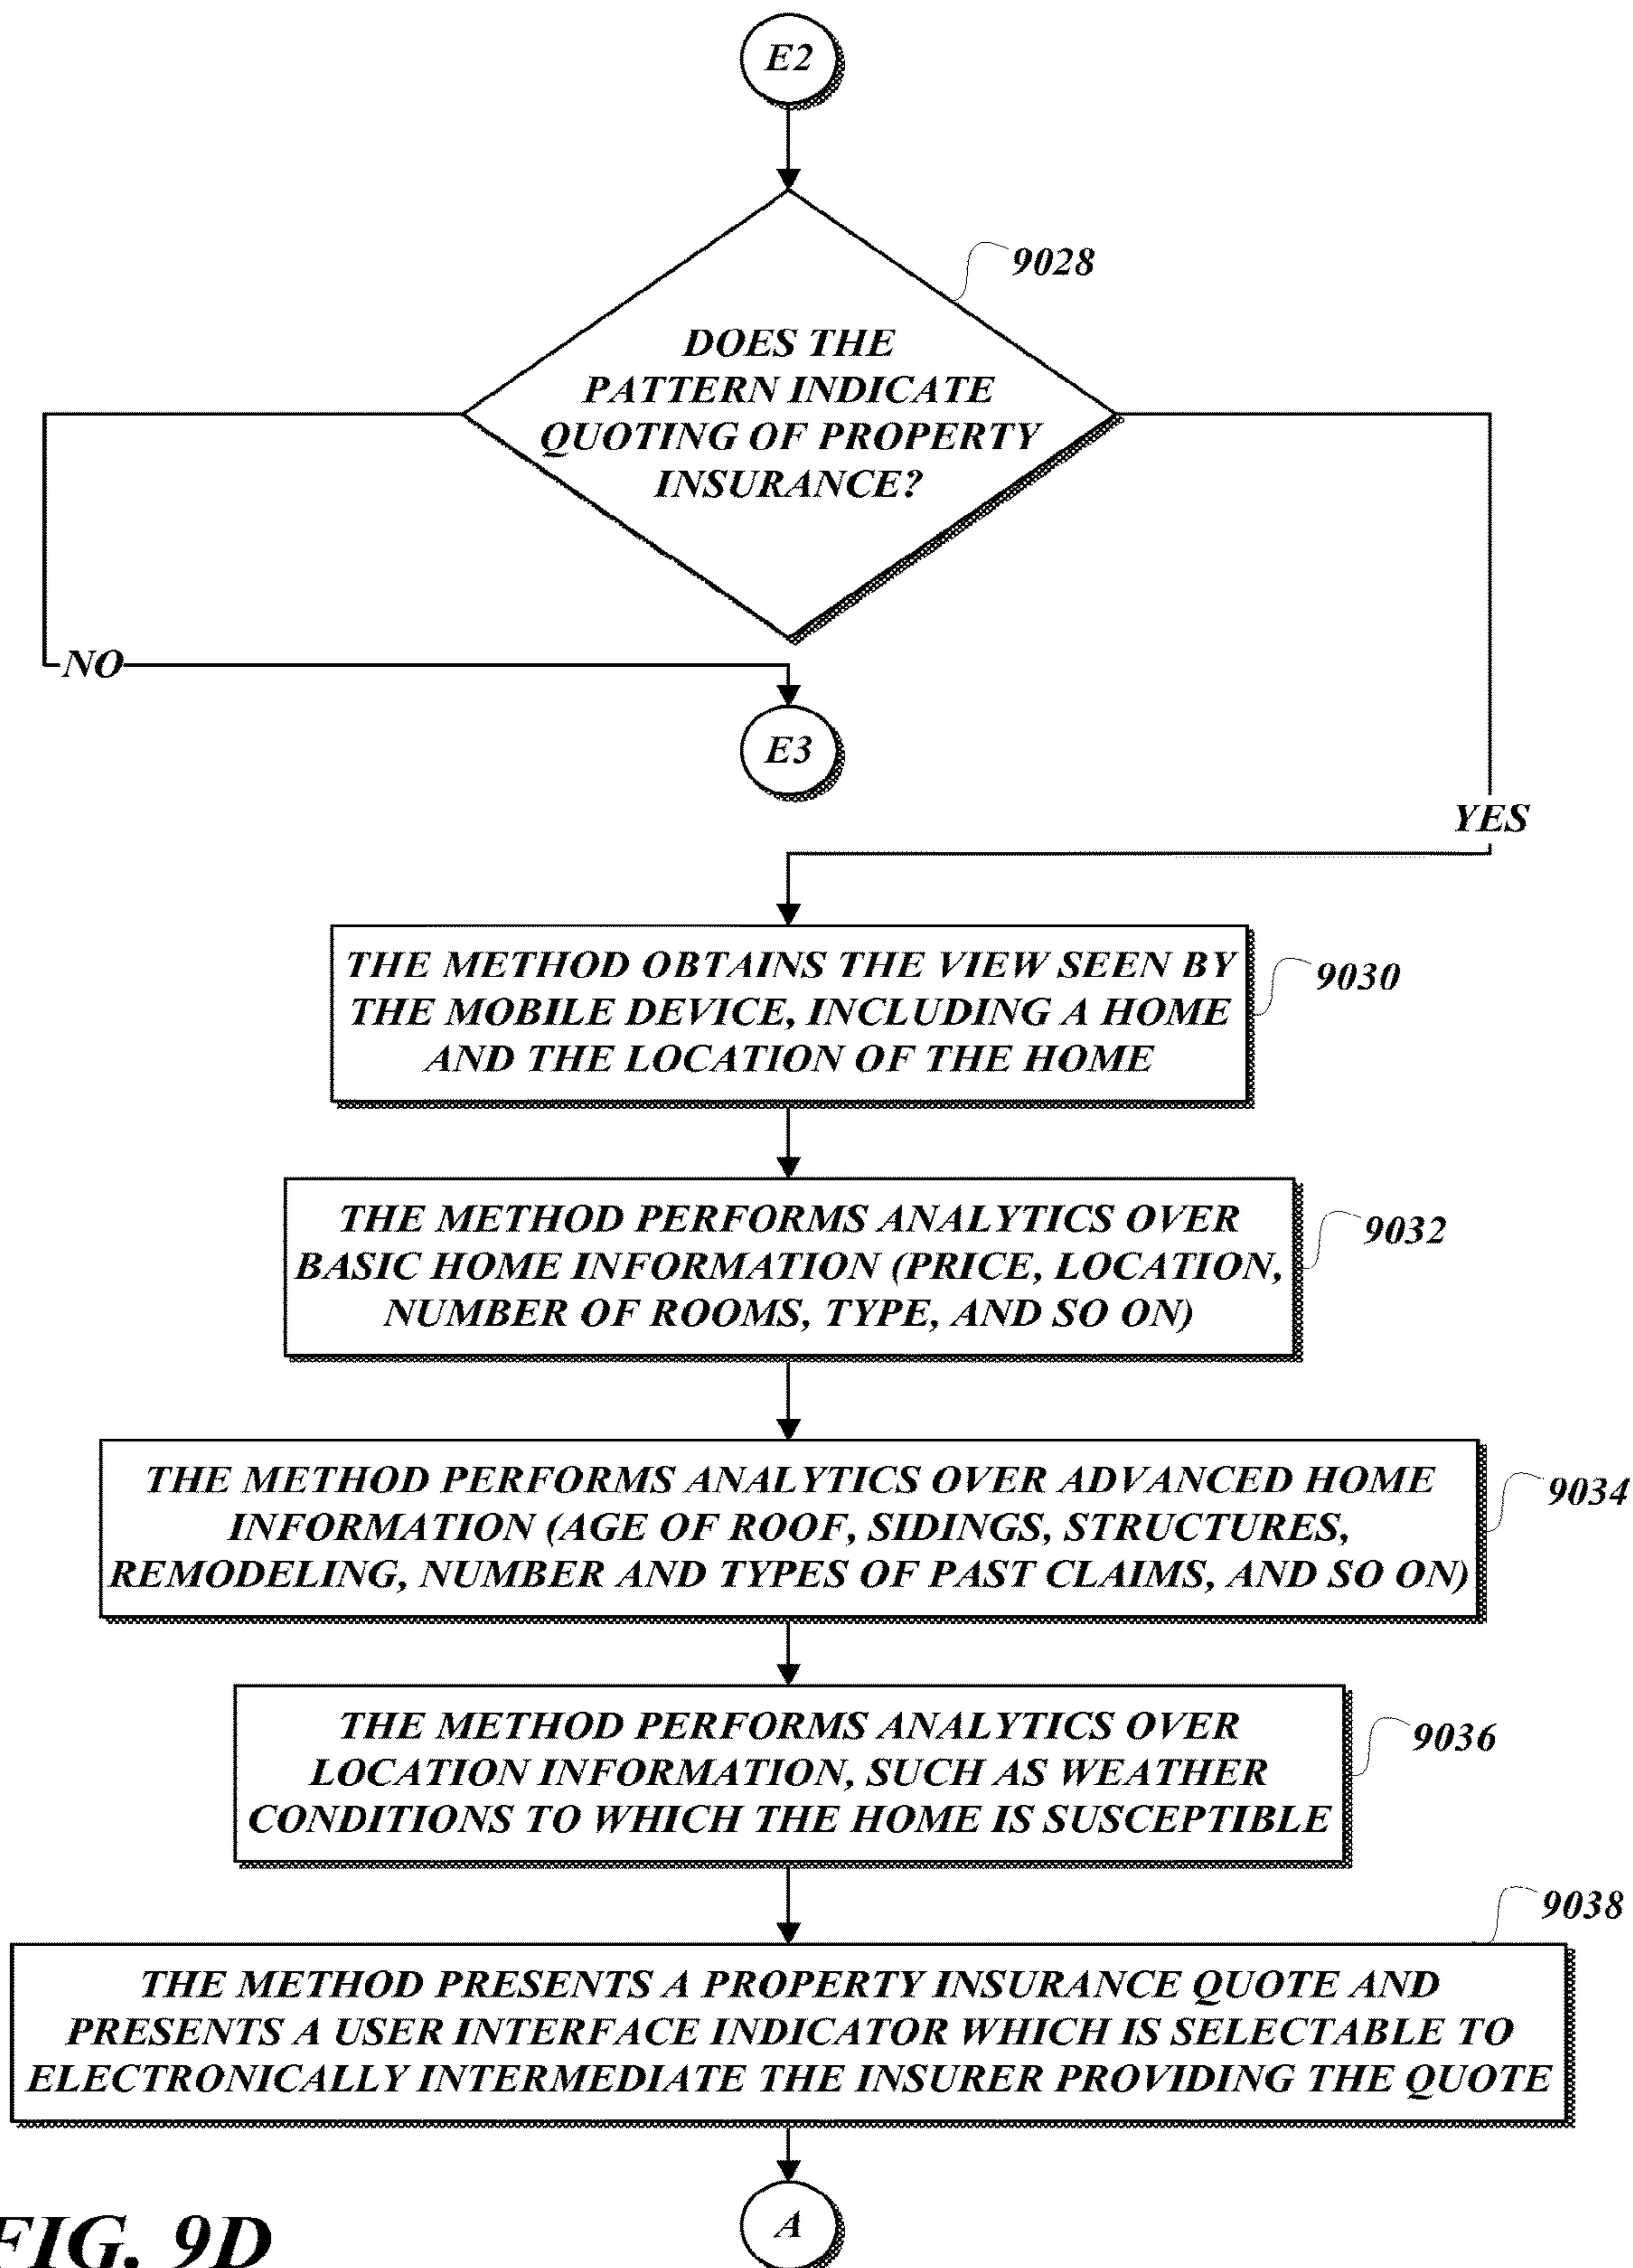 E2
9028
DOES THE
PATTERN INDICATE
QUOTING OF PROPERTY
INSURANCE?
NO
E3
YES
THE METHOD OBTAINS THE VIEW SEEN BY
THE MOBILE DEVICE, INCLUDING A HOME
AND THE LOCATION OF THE HOME
9030
THE METHOD PERFORMS ANALYTICS OVER
BASIC HOME INFORMATION (PRICE, LOCATION,
NUMBER OF ROOMS, TYPE, AND SO ON)
9032
THE METHOD PERFORMS ANALYTICS OVER ADVANCED HOME
INFORMATION (AGE OF ROOF, SIDINGS, STRUCTURES,
REMODELING, NUMBER AND TYPES OF PAST CLAIMS, AND SO ON)
9034
THE METHOD PERFORMS ANALYTICS OVER
LOCATION INFORMATION, SUCH AS WEATHER
CONDITIONS TO WHICH THE HOME IS SUSCEPTIBLE
9036
9038
THE METHOD PRESENTS A PROPERTY INSURANCE QUOTE AND
PRESENTS A USER INTERFACE INDICATOR WHICH IS SELECTABLE TO
ELECTRONICALLY INTERMEDIATE THE INSURER PROVIDING THE QUOTE
A
FIG. 9D